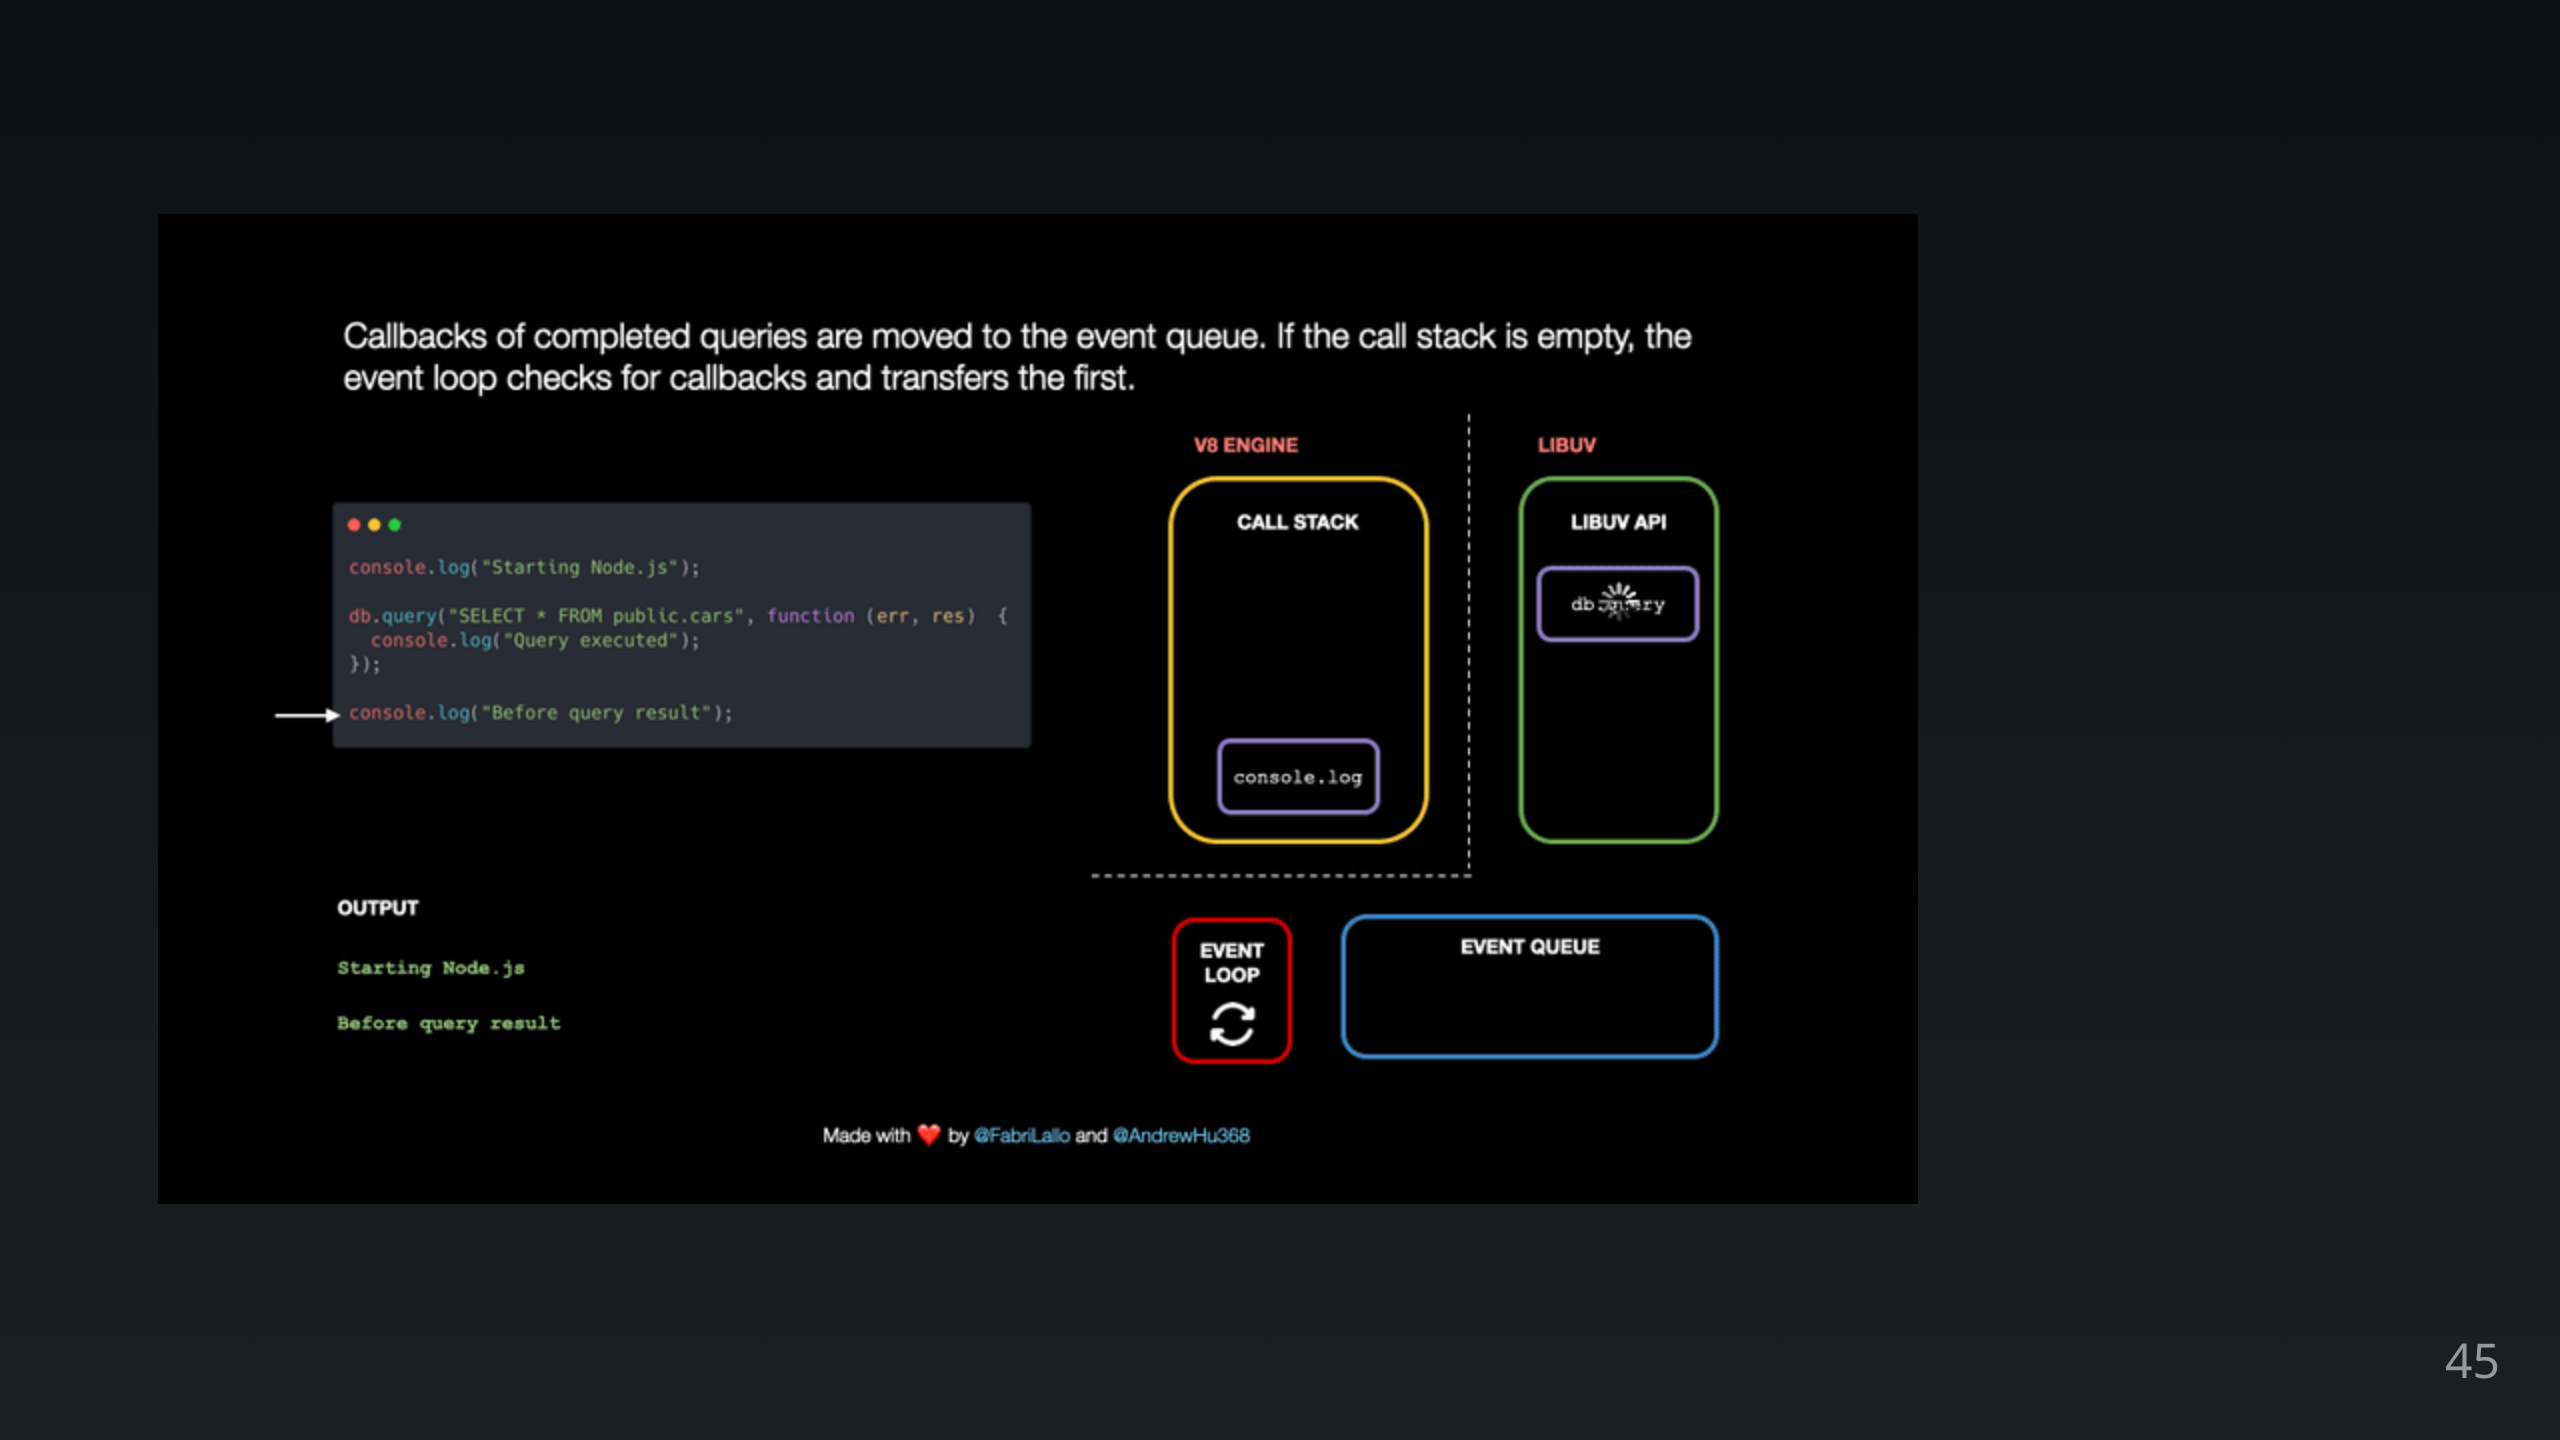 Callbacks of completed queries are moved to the event queue. If the call stack is empty, the
event loop checks for callbacks and transfers the first.
console.log("Starting Node.js");
db.query("SELECT * FROM public.cars", function (err, res) {
console.log("Query executed");
});
console.log("Before query result");
V8 ENGINE
CALL STACK
console.log
LIBUV
LIBUV API
db.query
OUTPUT
Starting Node.js
Before query result
EVENT
LOOP
EVENT QUEUE
Made with ❤️ by @FabriLallo and @AndrewHu368
45